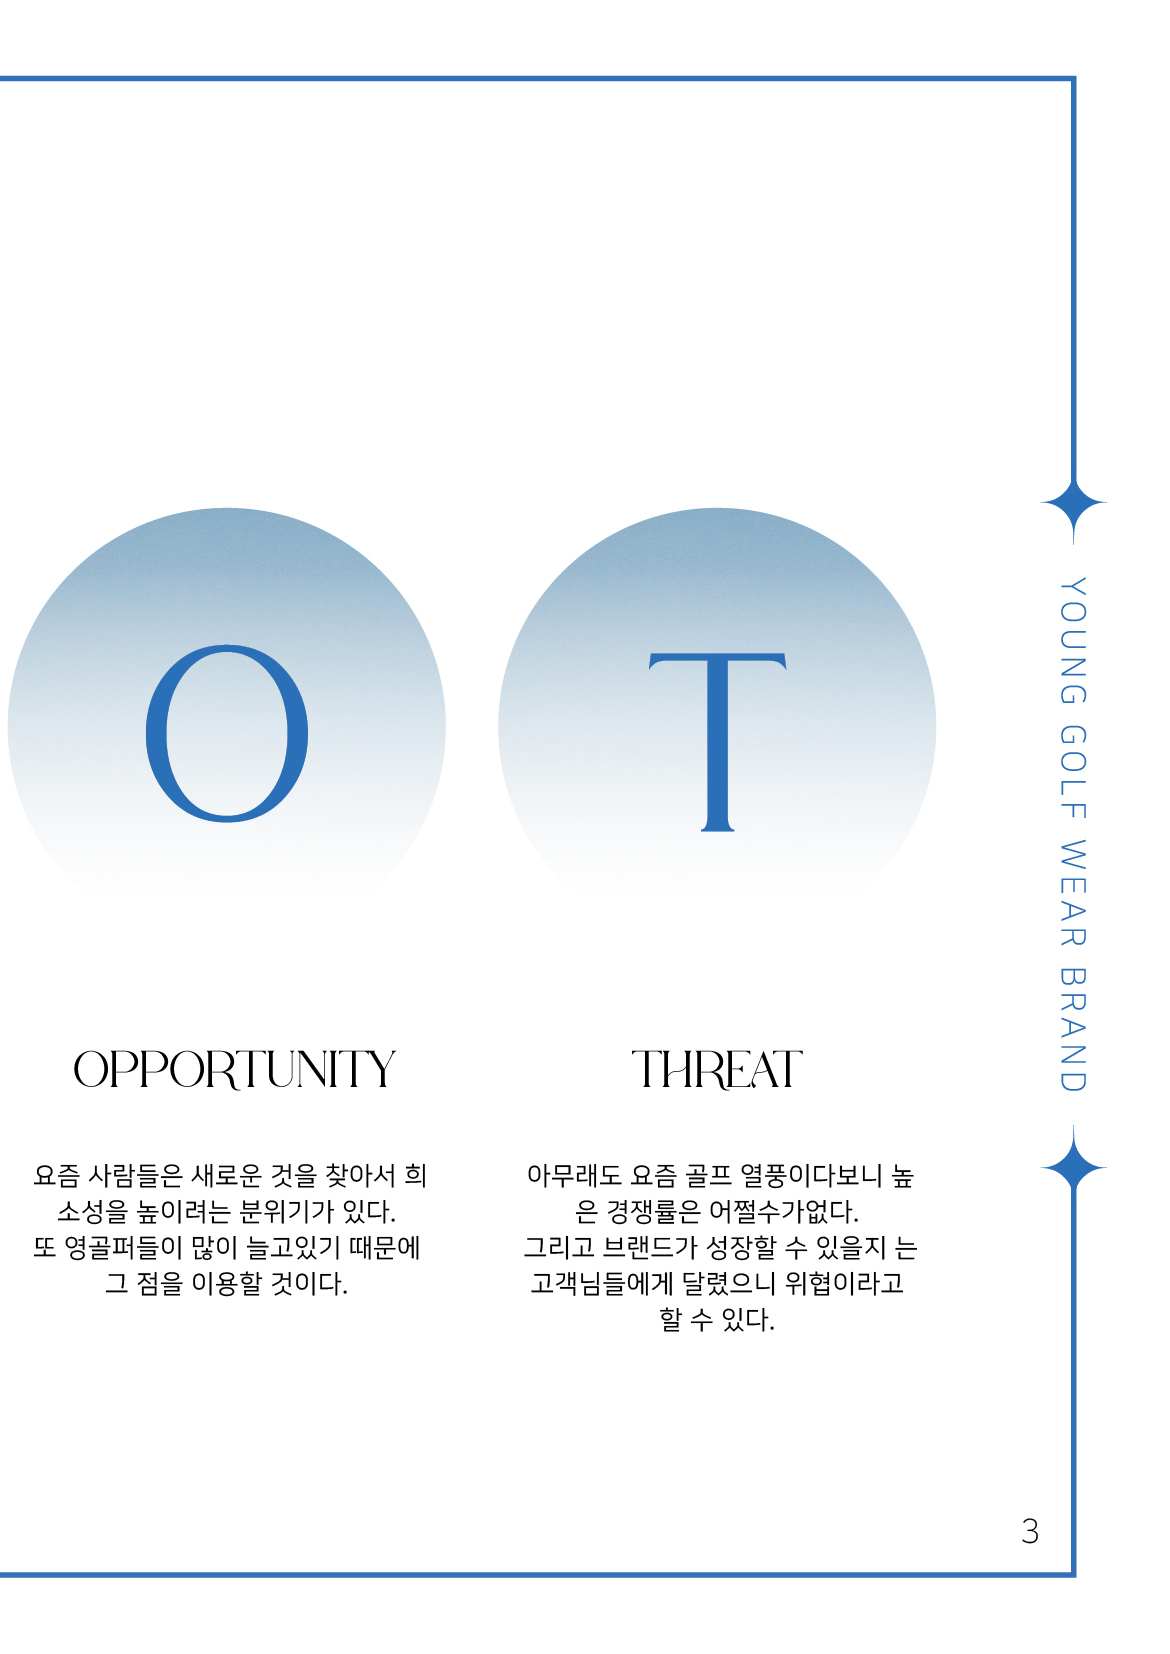 O
T
OPPORTUNITY
요즘 사람들은 새로운 것을 찾아서 희
소성을 높이려는 분위기가 있다.
또 영골퍼들이 많이 늘고있기 때문에
그 점을 이용할 것이다.
THREAT
아무래도 요즘 골프 열풍이다보니 높
은 경쟁률은 어쩔수가없다.
그리고 브랜드가 성장할 수 있을지 는
고객님들에게 달렸으니 위협이라고
할 수 있다.
YOUNG GOLF WEAR BRAND
3